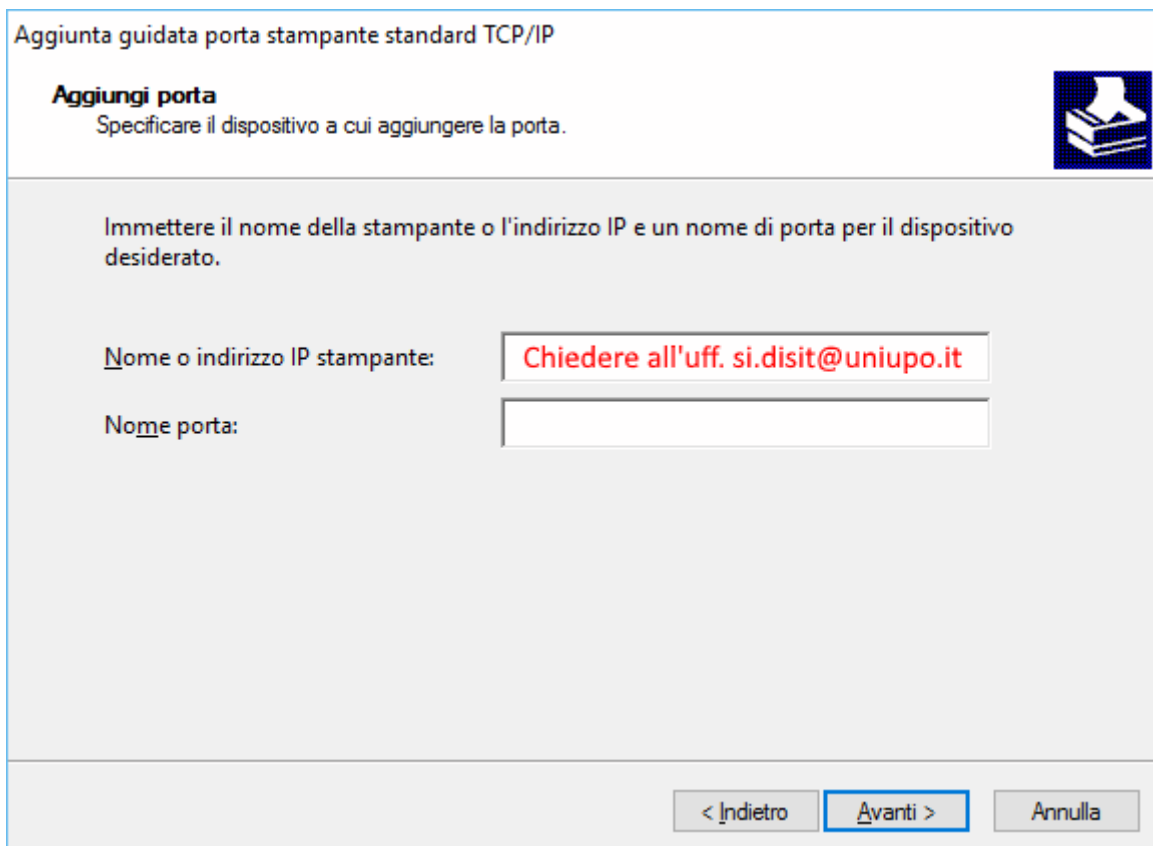 Aggiunta guidata porta stampante standard TCP/IP
Aggiungi porta
Specificare il dispositivo a cui aggiungere la porta.
Immettere il nome della stampante o l'indirizzo IP e un nome di porta per il dispositivo
desiderato.
Nome o indirizzo IP stampante: Chiedere all'uff. si.disit@uniupo.it
Nome porta:
< Indietro Avanti > Annulla